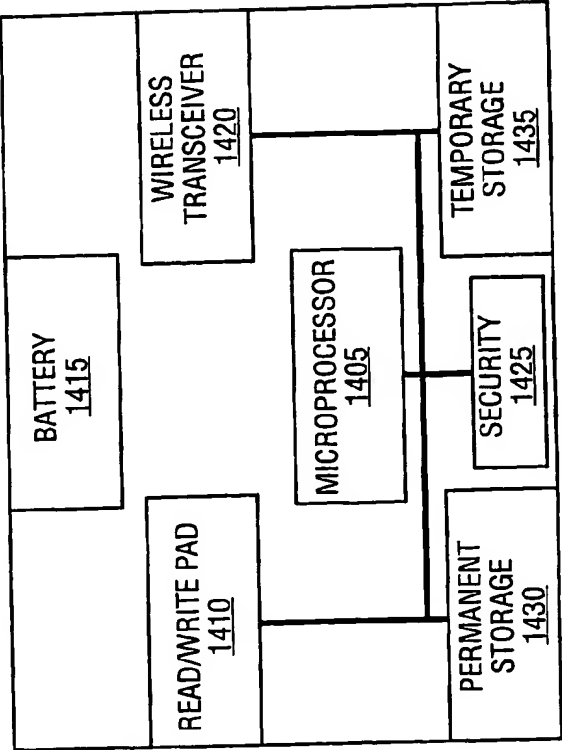 BATTERY
1415
READ/WRITE PAD
1410
WIRELESS
TRANSCEIVER
1420
MICROPROCESSOR
1405
PERMANENT
STORAGE
1430
SECURITY
1425
TEMPORARY
STORAGE
1435